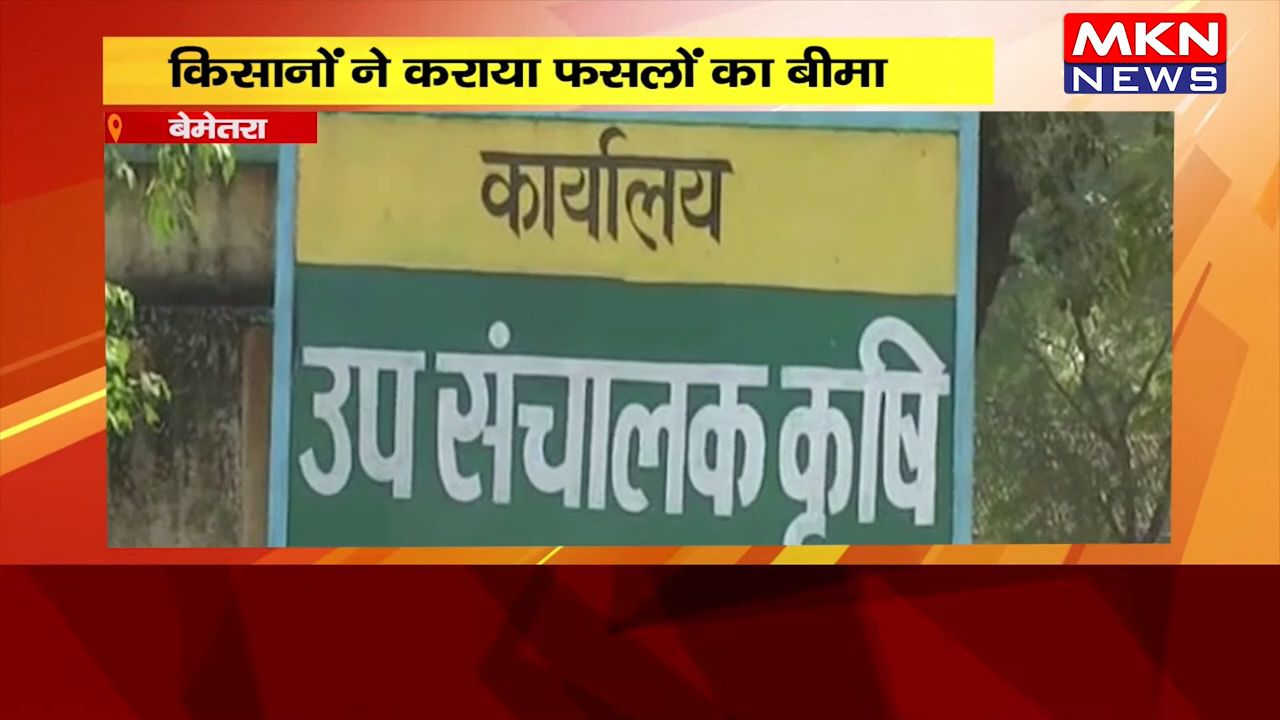 किसानों ने कराया फसलों का बीमा
MKN
NEWS
बेमेतरा
कार्यालय
उप संचालक कृषि